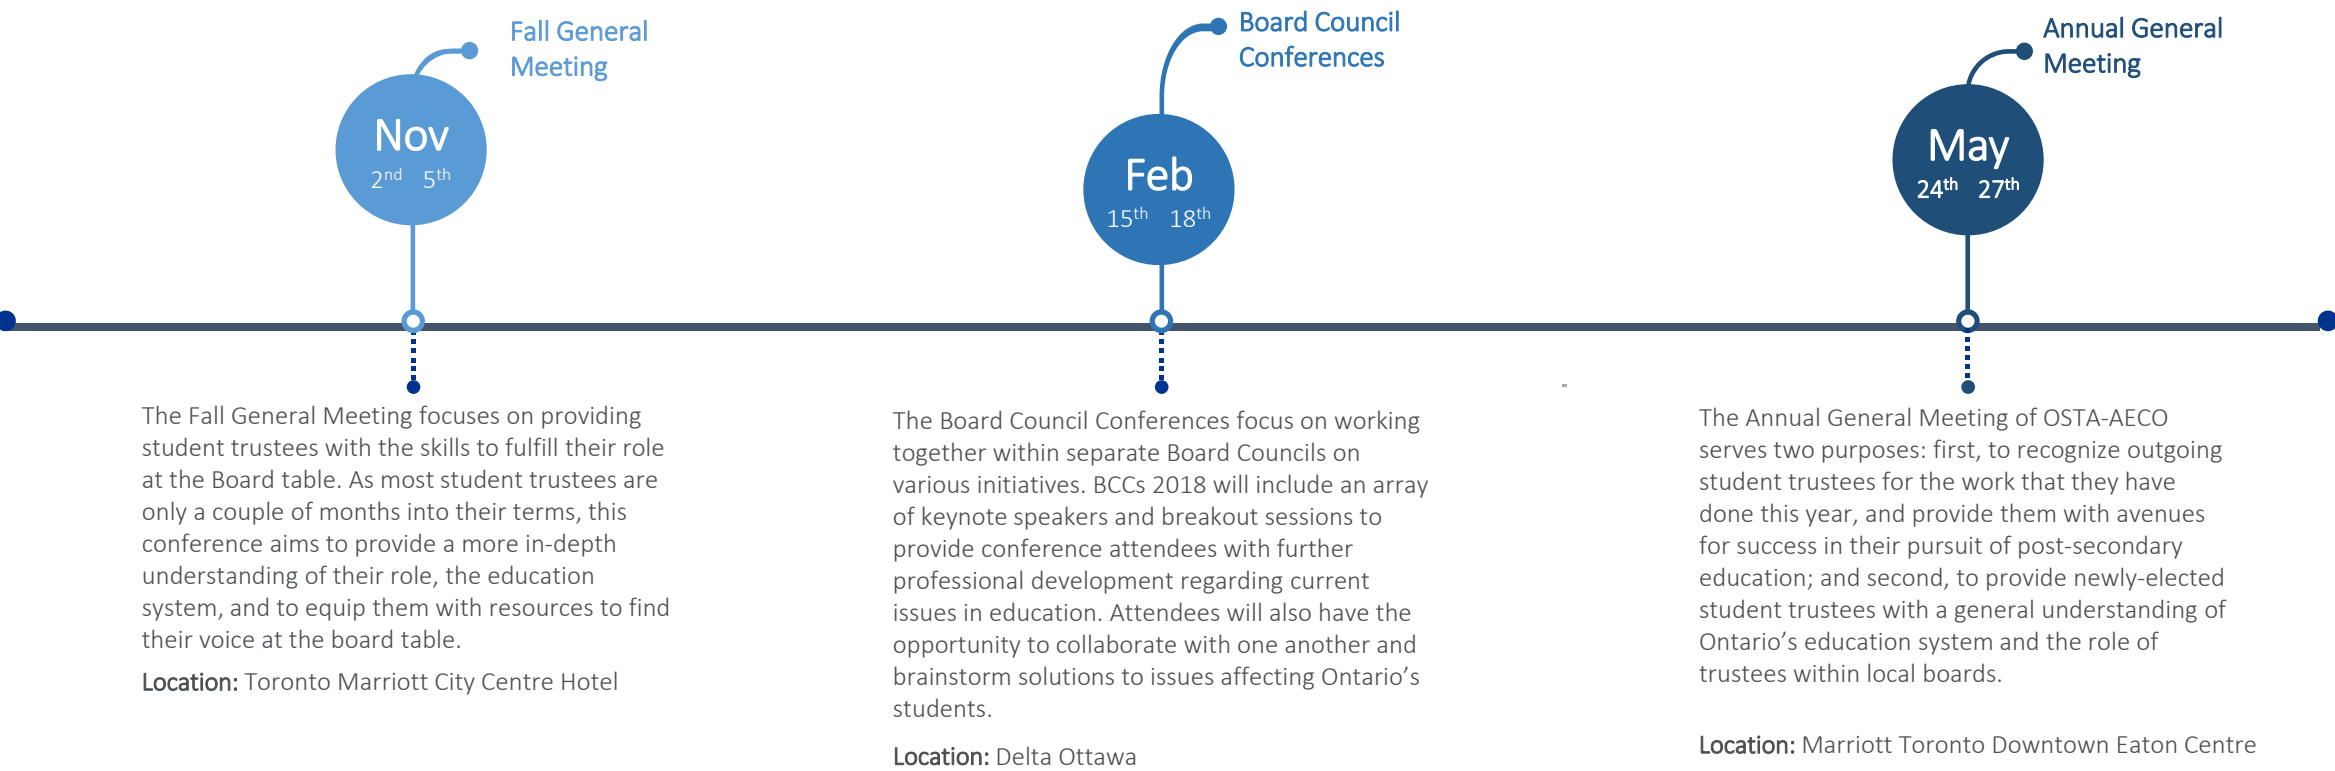 Fall General
Meeting
Nov
2nd 5th
The Fall General Meeting focuses on providing
student trustees with the skills to fulfill their role
at the Board table. As most student trustees are
only a couple of months into their terms, this
conference aims to provide a more in-depth
understanding of their role, the education
system, and to equip them with resources to find
their voice at the board table.
Location: Toronto Marriott City Centre Hotel
Board Council
Conferences
Feb
15th 18th
The Board Council Conferences focus on working
together within separate Board Councils on
various initiatives. BCCs 2018 will include an array
of keynote speakers and breakout sessions to
provide conference attendees with further
professional development regarding current
issues in education. Attendees will also have the
opportunity to collaborate with one another and
brainstorm solutions to issues affecting Ontario’s
students.
Location: Delta Ottawa
-
Annual General
Meeting
May
24th 27th
The Annual General Meeting of OSTA-AECO
serves two purposes: first, to recognize outgoing
student trustees for the work that they have
done this year, and provide them with avenues
for success in their pursuit of post-secondary
education; and second, to provide newly-elected
student trustees with a general understanding of
Ontario’s education system and the role of
trustees within local boards.
Location: Marriott Toronto Downtown Eaton Centre